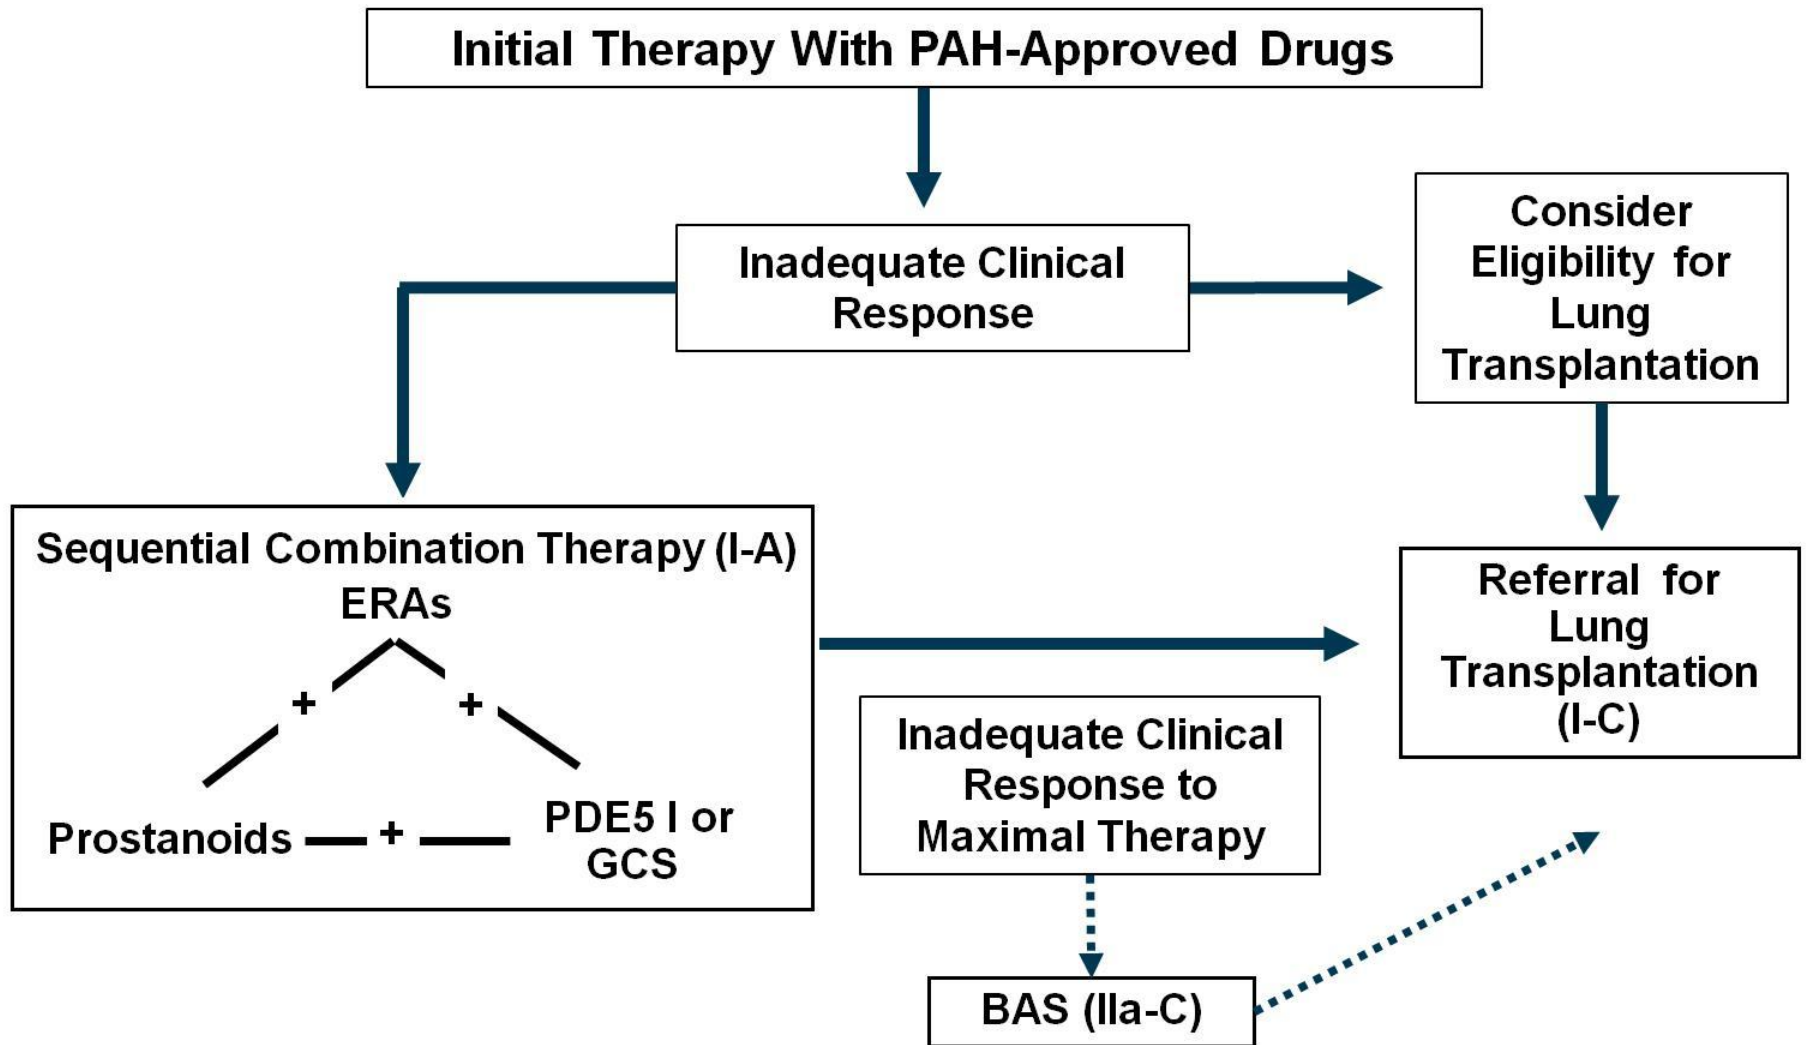 Initial Therapy With PAH-Approved Drugs
Inadequate Clinical
Response
Consider
Eligibility for
Lung
Transplantation
Sequential Combination Therapy (I-A)
ERAs
+
+
Prostanoids
+
PDE5 I or
GCS
Inadequate Clinical
Response to
Maximal Therapy
Referral for
Lung
Transplantation
(I-C)
BAS (IIa-C)